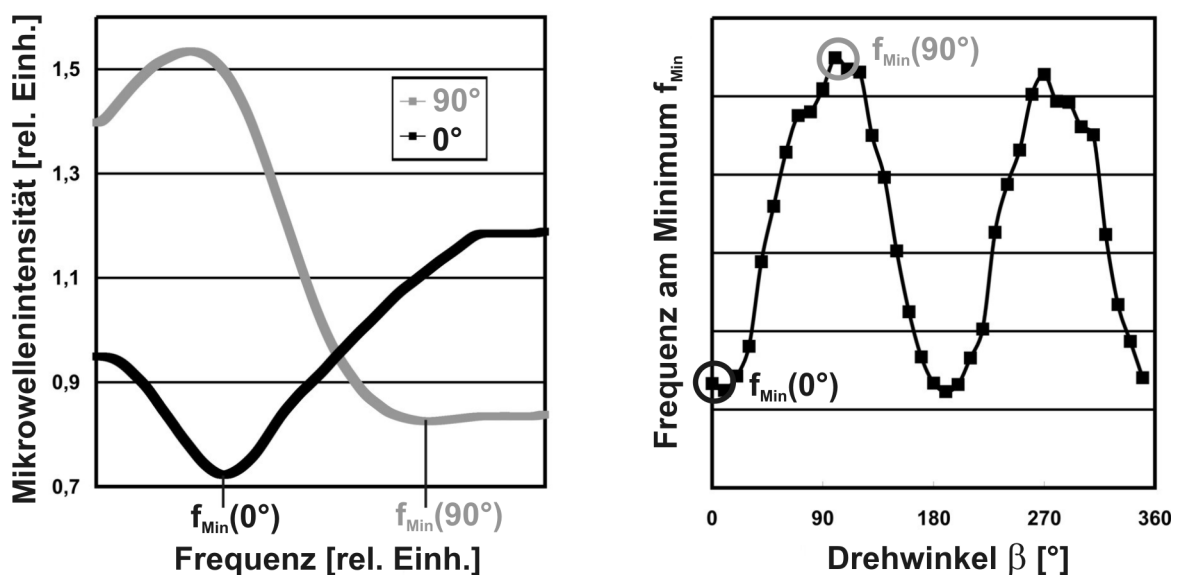 Mikrowellenintensität [rel. Einh.]
1,5
1,3
1,1
0,9
0,7
90°
0°
fMin(0°)
fMin(90°)
Frequenz [rel. Einh.]
Frequenz am Minimum fMin
fMin(90°)
fMin(0°)
0 90 180 270 360
Drehwinkel β [°]